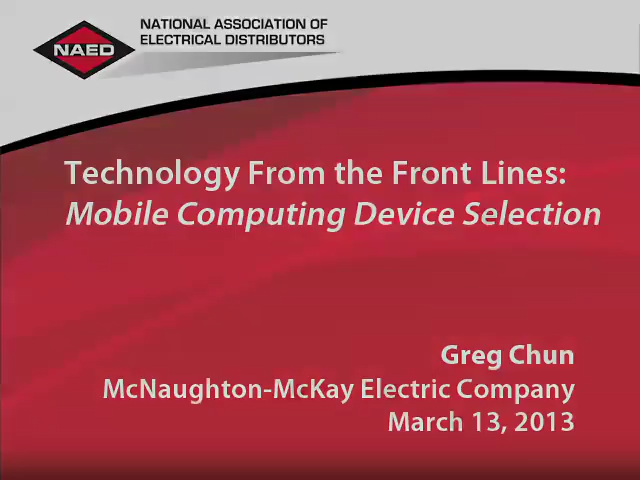 NAED
NATIONAL ASSOCIATION OF
ELECTRICAL DISTRIBUTORS
Technology From the Front Lines:
Mobile Computing Device Selection
Greg Chun
McNaughton-McKay Electric Company
March 13, 2013